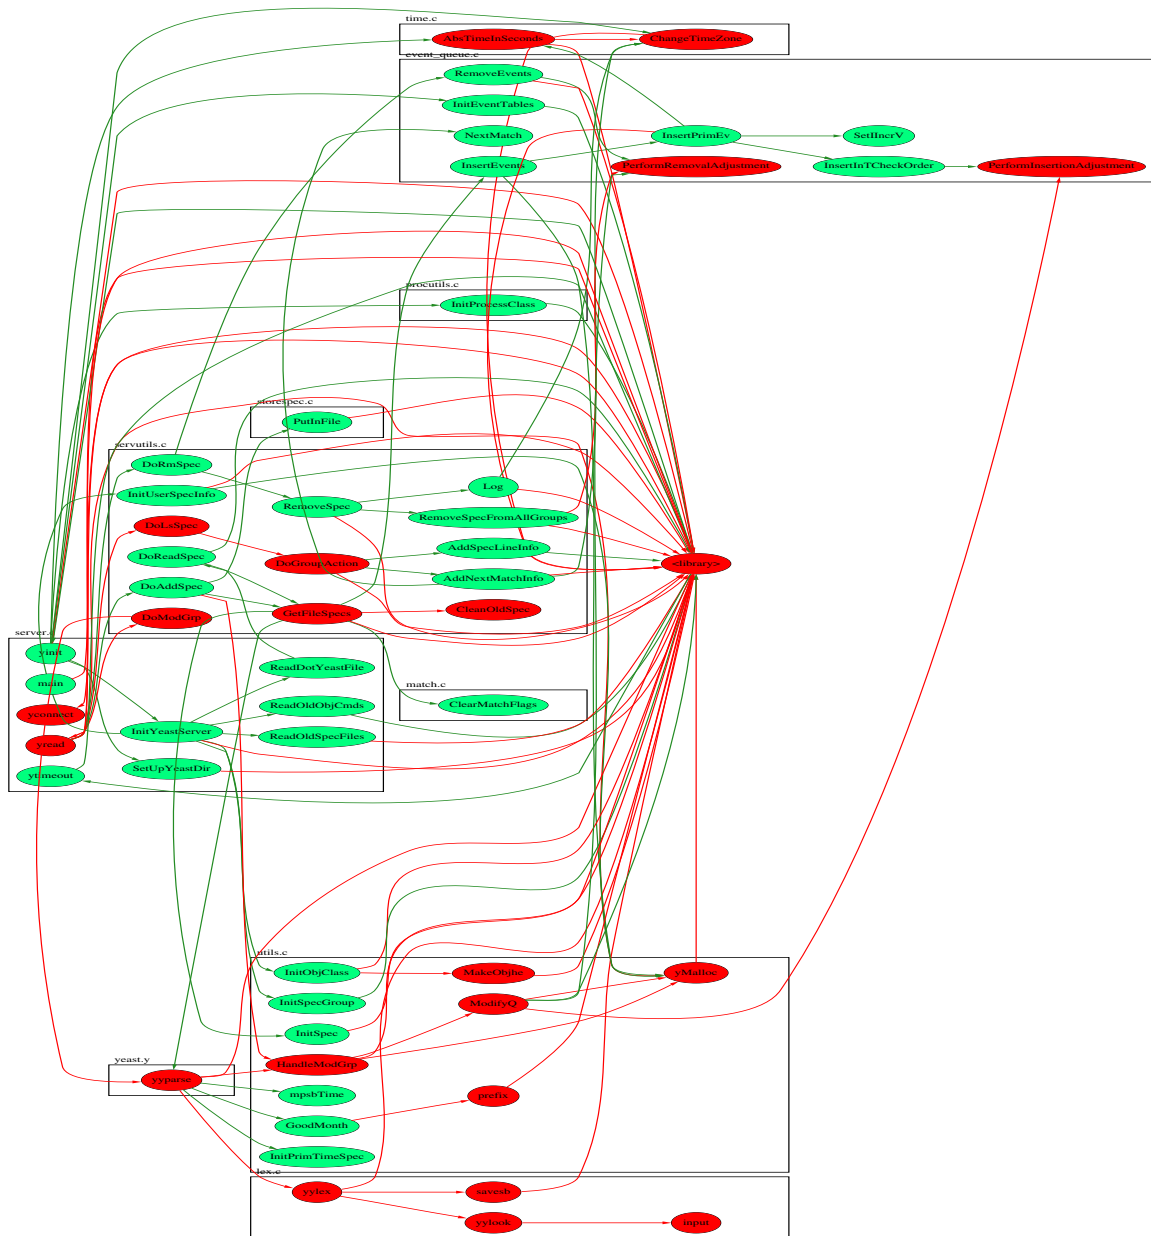 time.c
AbsTimeInSeconds
ChangeTimeZone
event_queue.c
RemoveEvents
InitEventTables
NextMatch
InsertPrimEv
SetIIncrV
InsertEvents
PerformRemovalAdjustment
InsertInTCheckOrder
PerformInsertionAdjustment
procutils.c
InitProcessClass
storespec.c
PutInFile
servutils.c
DoRmSpec
InitUserSpecInfo
Log
RemoveSpec
RemoveSpecFromAllGroups
DoLsSpec
AddSpecLineInfo
DoReadSpec
DoGroupAction
<library>
AddNextMatchInfo
DoAddSpec
CleanOldSpec
DoModGrp
GetFileSpecs
server.c
yinit
ReadDotYeastFile
main
match.c
ReadOldObjCmds
ClearMatchFlags
yconnect
InitYeastServer
ReadOldSpecFiles
yread
SetUpYeastDir
ytimeout
utils.c
InitObjClass
MakeObjhe
yMalloc
InitSpecGroup
ModifyQ
InitSpec
yeast.y
HandleModGrp
yyparse
mpsbTime
prefix
GoodMonth
InitPrimTimeSpec
lex.c
yylex
savesb
yylook
input